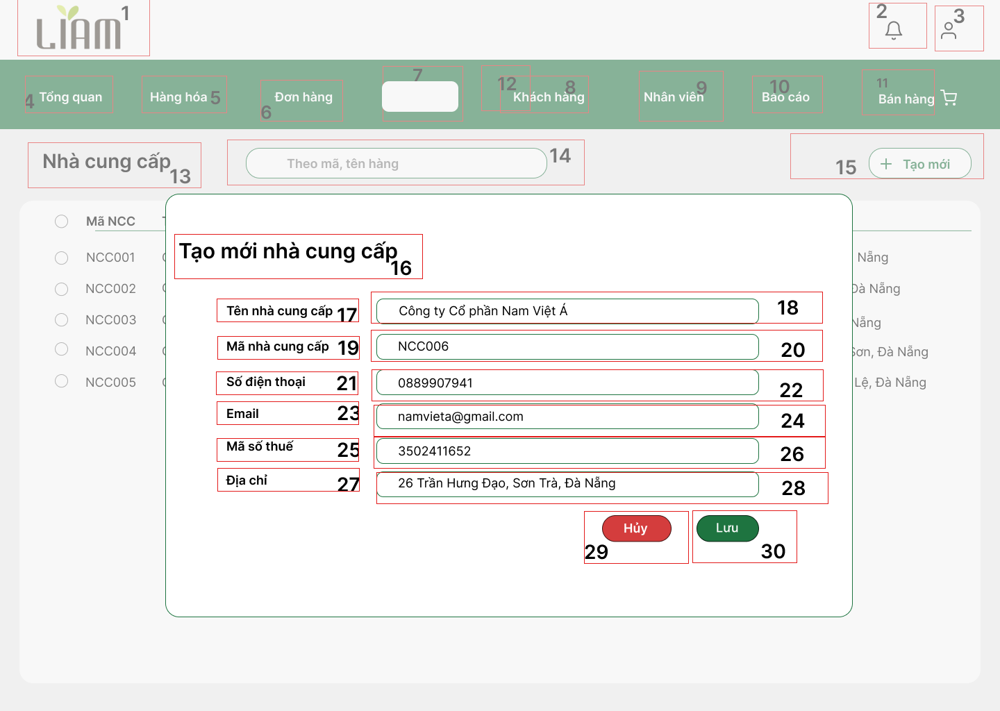 LIAM 1
2
3
4 Tổng quan
Hàng hóa 5
6 Đơn hàng
7
12 Khách hàng 8
Nhân viên 9
Báo cáo 10
11 Bán hàng
Nhà cung cấp 13
Theo mã, tên hàng 14
15 + Tạo mới
Mã NCC
NCC001 Nẵng
NCC002 Đà Nẵng
NCC003 Nẵng
NCC004 Sơn, Đà Nẵng
NCC005 Lệ, Đà Nẵng
Tạo mới nhà cung cấp 16
Tên nhà cung cấp 17 Công ty Cổ phần Nam Việt Á 18
Mã nhà cung cấp 19 NCC006 20
Số điện thoại 21 0889907941 22
Email 23 namvieta@gmail.com 24
Mã số thuế 25 3502411652 26
Địa chỉ 27 26 Trần Hưng Đạo, Sơn Trà, Đà Nẵng 28
Hủy 29
Lưu 30